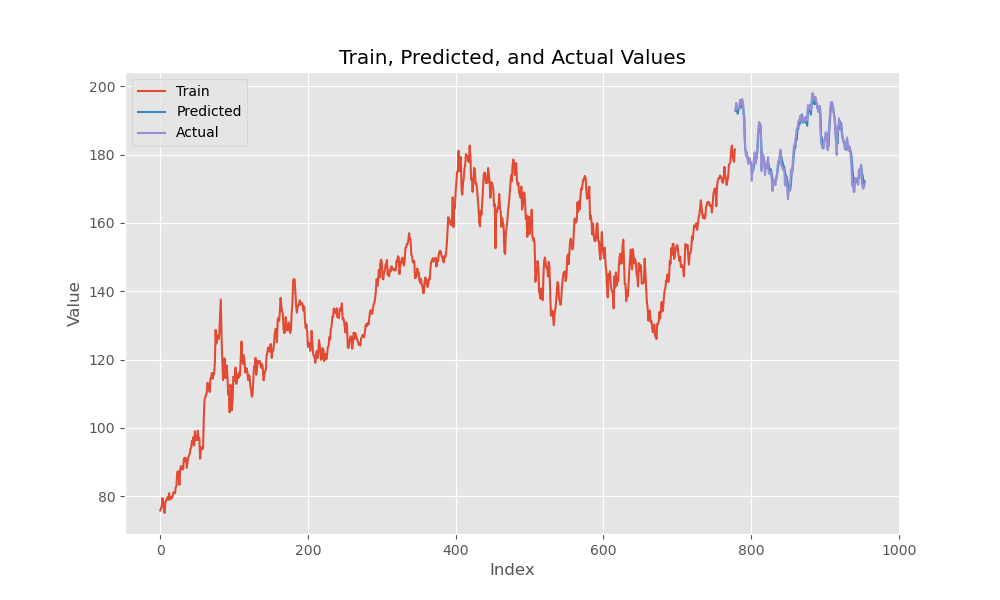 Train, Predicted, and Actual Values
Train
Predicted
Actual
200
180
160
140
120
100
80
Value
0 200 400 600 800 1000
Index